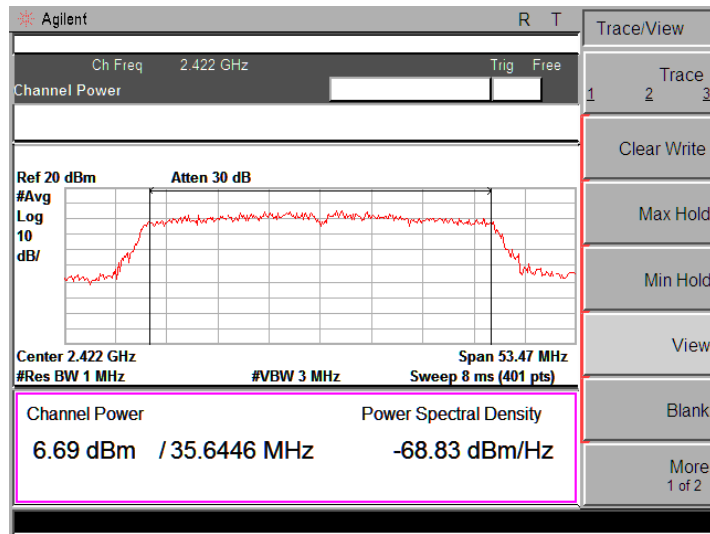 Agilent R T Trace/View
Ch Freq 2.422 GHz Trig Free
Channel Power
Trace
1 2 3
Clear Write
Ref 20 dBm Atten 30 dB
#Avg
Log
10
dB/
Max Hold
Min Hold
View
Center 2.422 GHz Span 53.47 MHz
#Res BW 1 MHz #VBW 3 MHz Sweep 8 ms (401 pts)
Channel Power Power Spectral Density
6.69 dBm / 35.6446 MHz -68.83 dBm/Hz
Blank
More
1 of 2